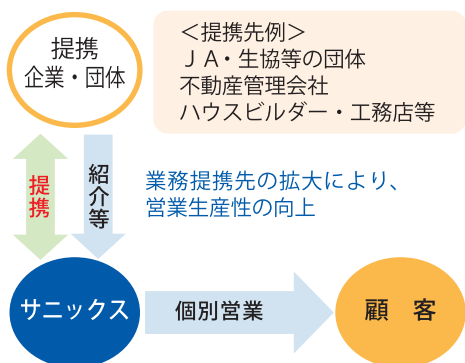 提携
企業・団体
＜提携先例＞
ＪＡ・生協等の団体
不動産管理会社
ハウスビルダー・工務店等
提携
紹介等
業務提携先の拡大により、
営業生産性の向上
サニックス
個別営業
顧　客